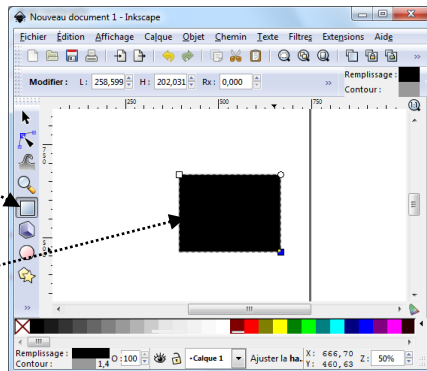 Nouveau document 1 - Inkscape
Fichier Édition Affichage Calque Objet Chemin Texte Filtres Extensions Aide
Modifier : L : 258,599 H : 202,031 Rx : 0,000 » Remplissage :
Contour :
250 500 750
750
500
»
Remplissage :
Contour : 1,4 O : 100 •Calque 1 Ajuster la ha. X : 666,70 Y : 460,63 Z : 50%